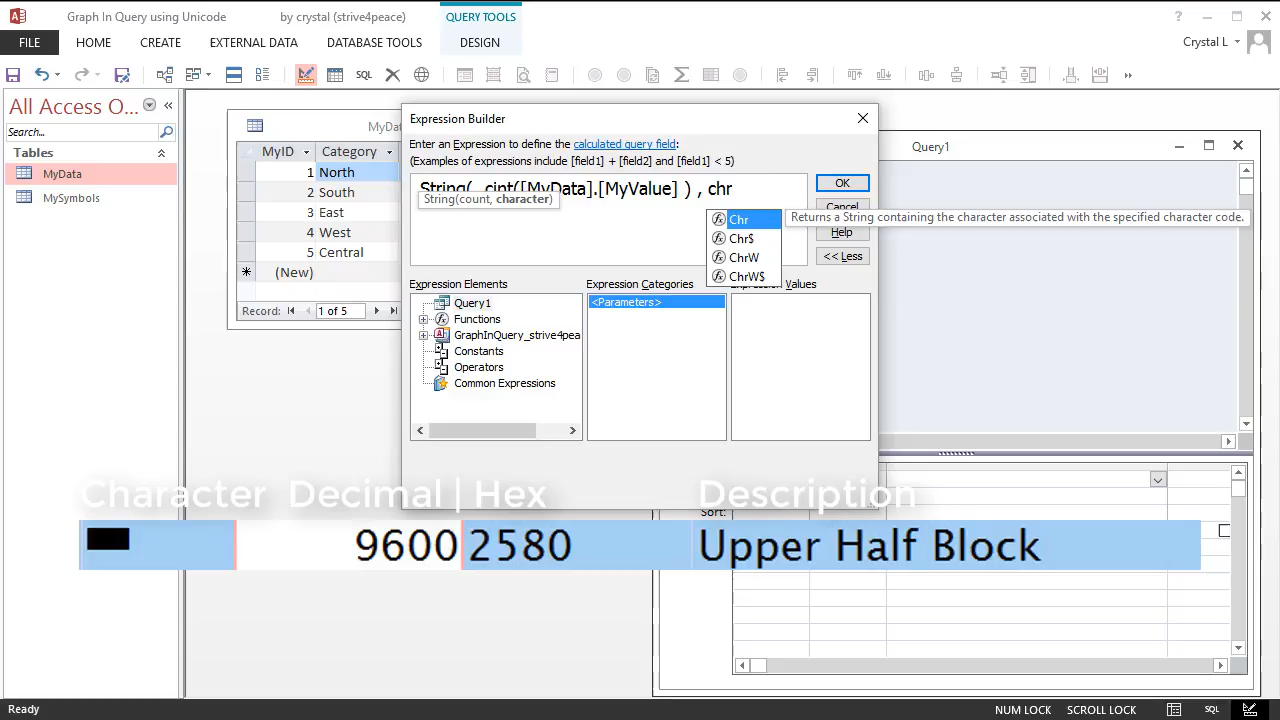 Graph In Query using Unicode by crystal (strive4peace)
QUERY TOOLS
?
FILE HOME CREATE EXTERNAL DATA DATABASE TOOLS DESIGN
Crystal L
SQL
All Access O...
Search...
Tables
MyData
MySymbols
MyDat
MyID Category
1 North
2 South
3 East
4 West
5 Central
(New)
Record: 1 of 5
Query1
Expression Builder
Enter an Expression to define the calculated query field:
(Examples of expressions include [field1] + [field2] and [field1] < 5)
String( cint([MyData].[MyValue] ) , chr
String(count, character)
OK
Cancel
Help
<< Less
Chr
Chr$
ChrW
ChrW$
Returns a String containing the character associated with the specified character code.
Expression Elements
Query1
Functions
GraphInQuery_strive4pea
Constants
Operators
Common Expressions
Expression Categories
<Parameters>
Expression Values
Sort:
Character Decimal Hex Description
▀ 9600 2580 Upper Half Block
Ready
NUM LOCK SCROLL LOCK
SQL